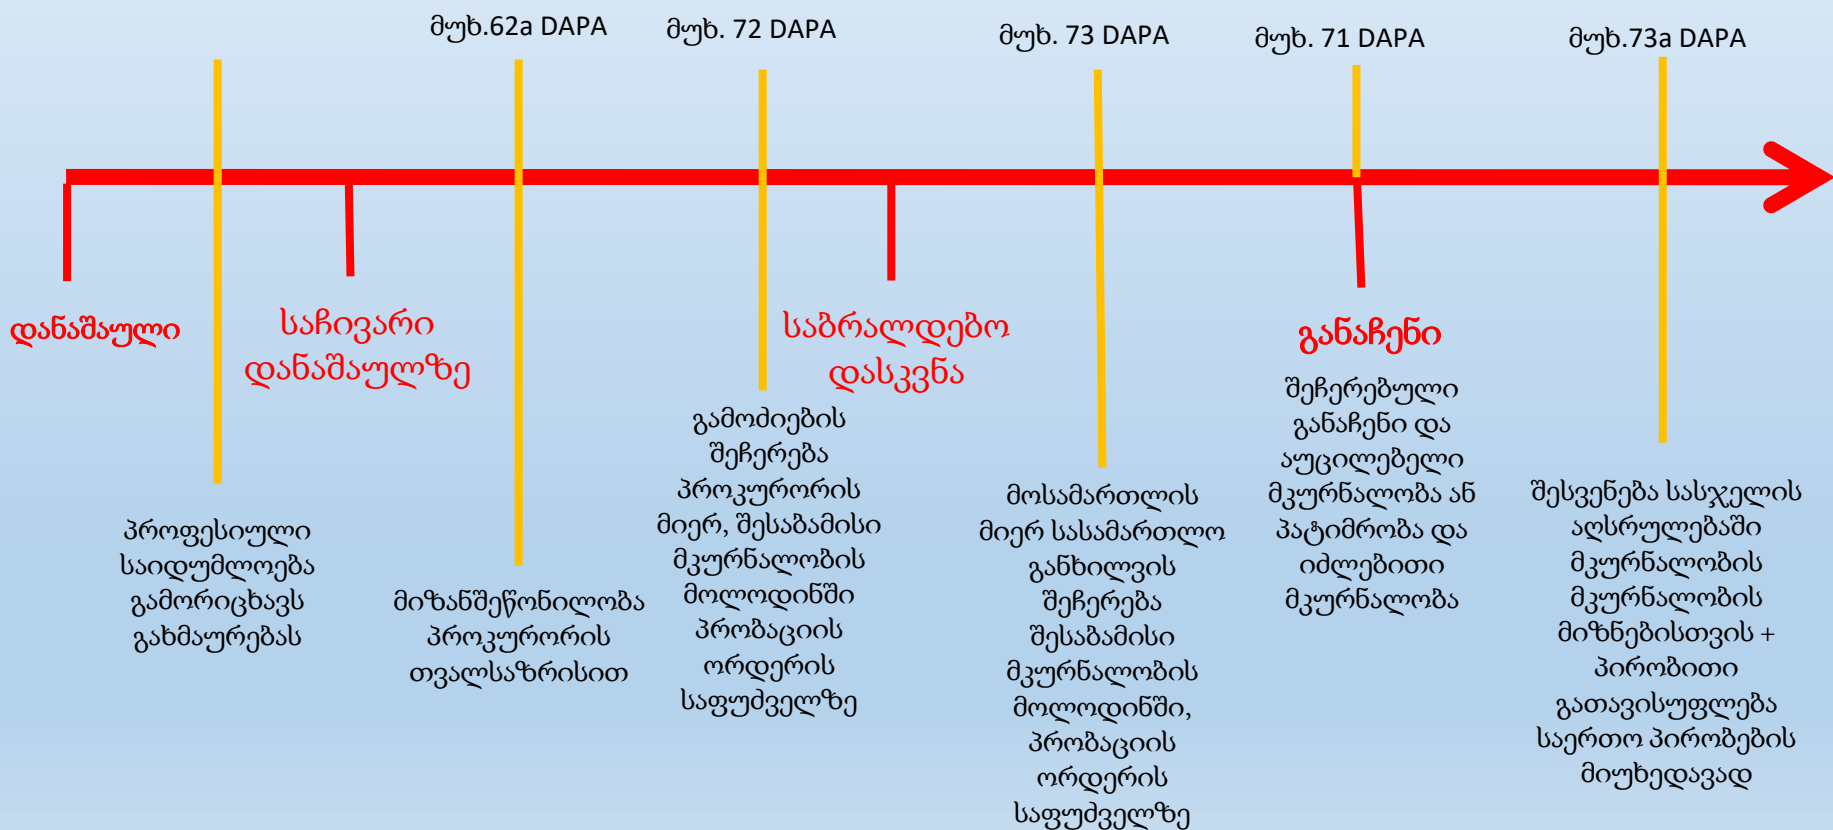 მუხ.62a DAPA
მუხ. 72 DAPA
მუხ. 73 DAPA
მუხ. 71 DAPA
მუხ.73a DAPA
დანაშაული
საჩივარი
დანაშაულზე
საბრალდებო
დასკვნა
განაჩენი
პროფესიული
საიდუმლოება
გამორიცხავს
გახმაურებას
მიზანშეწონილობა
პროკურორის
თვალსაზრისით
გამოძიების
შეჩერება
პროკურორის
მიერ, შესაბამისი
მკურნალობის
მოლოდინში
პრობაციის
ორდერის
საფუძველზე
მოსამართლის
მიერ სასამართლო
განხილვის
შეჩერება
შესაბამისი
მკურნალობის
მოლოდინში,
პრობაციის
ორდერის
საფუძველზე
შეჩერებული
განაჩენი და
აუცილებელი
მკურნალობა ან
პატიმრობა და
იძლებითი
მკურნალობა
შესვენება სასჯელის
აღსრულებაში
მკურნალობის
მკურნალობის
მიზნებისთვის +
პირობითი
გათავისუფლება
საერთო პირობების
მიუხედავად